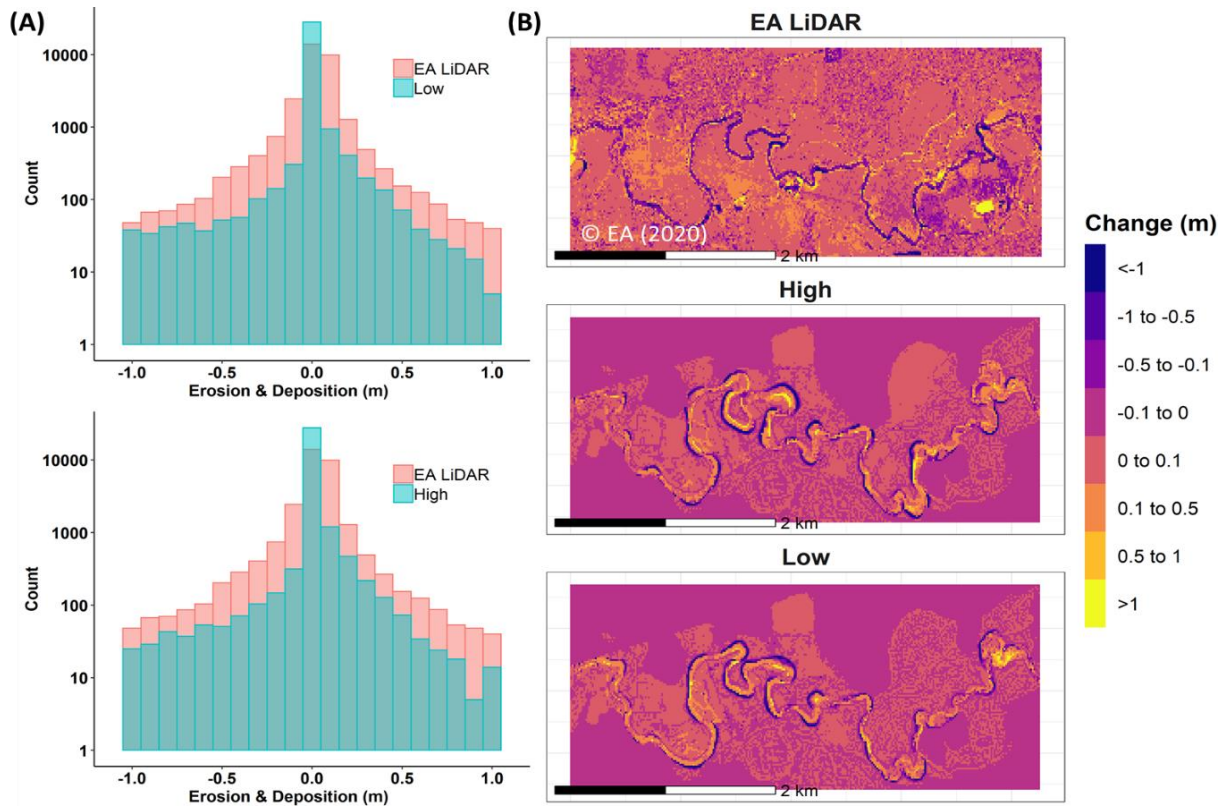 (A)
10000
1000
100
10
1
Count
EA LiDAR
Low
-1.0
-0.5
0.0
0.5
1.0
Erosion & Deposition (m)
10000
1000
100
10
1
Count
EA LiDAR
High
-1.0
-0.5
0.0
0.5
1.0
Erosion & Deposition (m)
(B)
EA LiDAR
© EA (2020)
2 km
High
2 km
Low
2 km
Change (m)
<-1
-1 to -0.5
-0.5 to -0.1
-0.1 to 0
0 to 0.1
0.1 to 0.5
0.5 to 1
>1